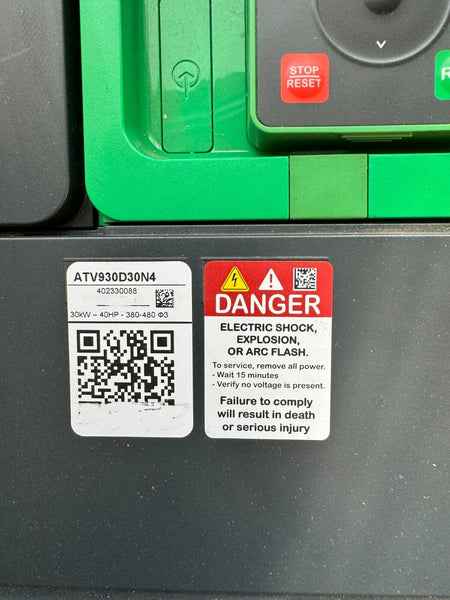 STOP
RESET
R
ATV930D30N4
402330088
30kW – 40HP - 380-480 Φ3
DANGER
ELECTRIC SHOCK,
EXPLOSION,
OR ARC FLASH.
To service, remove all power.
- Wait 15 minutes
- Verify no voltage is present.
Failure to comply
will result in death
or serious injury